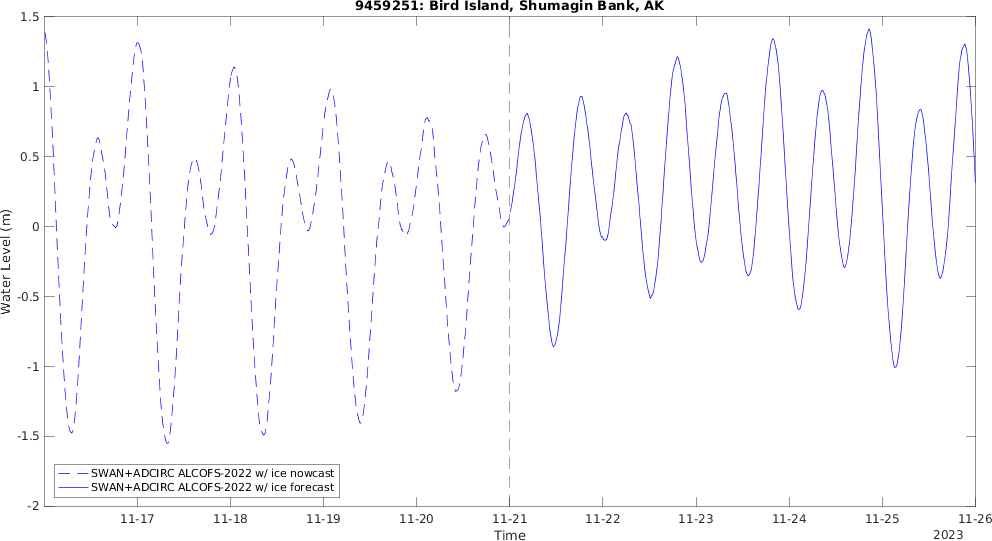 9459251: Bird Island, Shumagin Bank, AK
1.5
1
0.5
0
-0.5
-1
-1.5
-2
Water Level (m)
SWAN+ADCIRC ALCOFS-2022 w/ ice nowcast
SWAN+ADCIRC ALCOFS-2022 w/ ice forecast
11-17 11-18 11-19 11-20 11-21 11-22 11-23 11-24 11-25 11-26
Time
2023